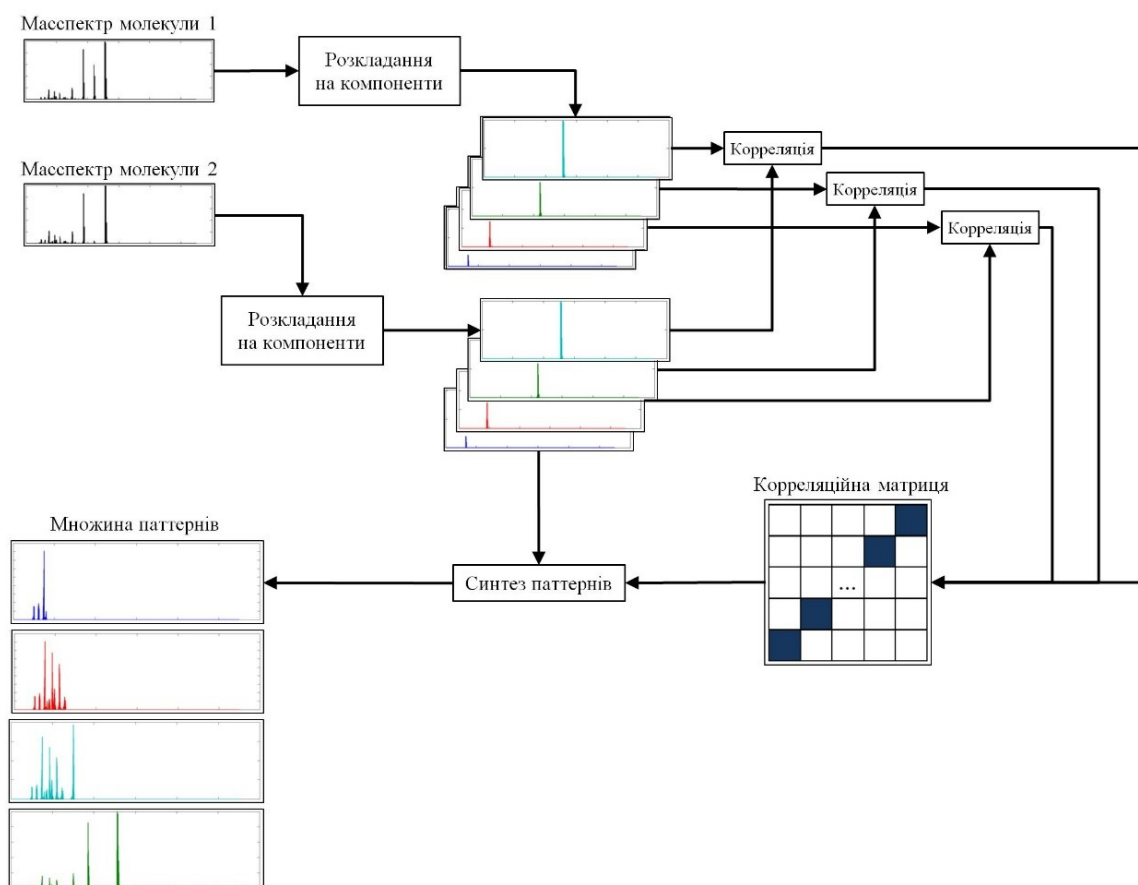 Масспектр молекули 1
Розкладання
на компоненти
Корреляція
Масспектр молекули 2
Корреляція
Корреляція
Розкладання
на компоненти
Корреляційна матриця
Множина паттернів
...
Синтез паттернів